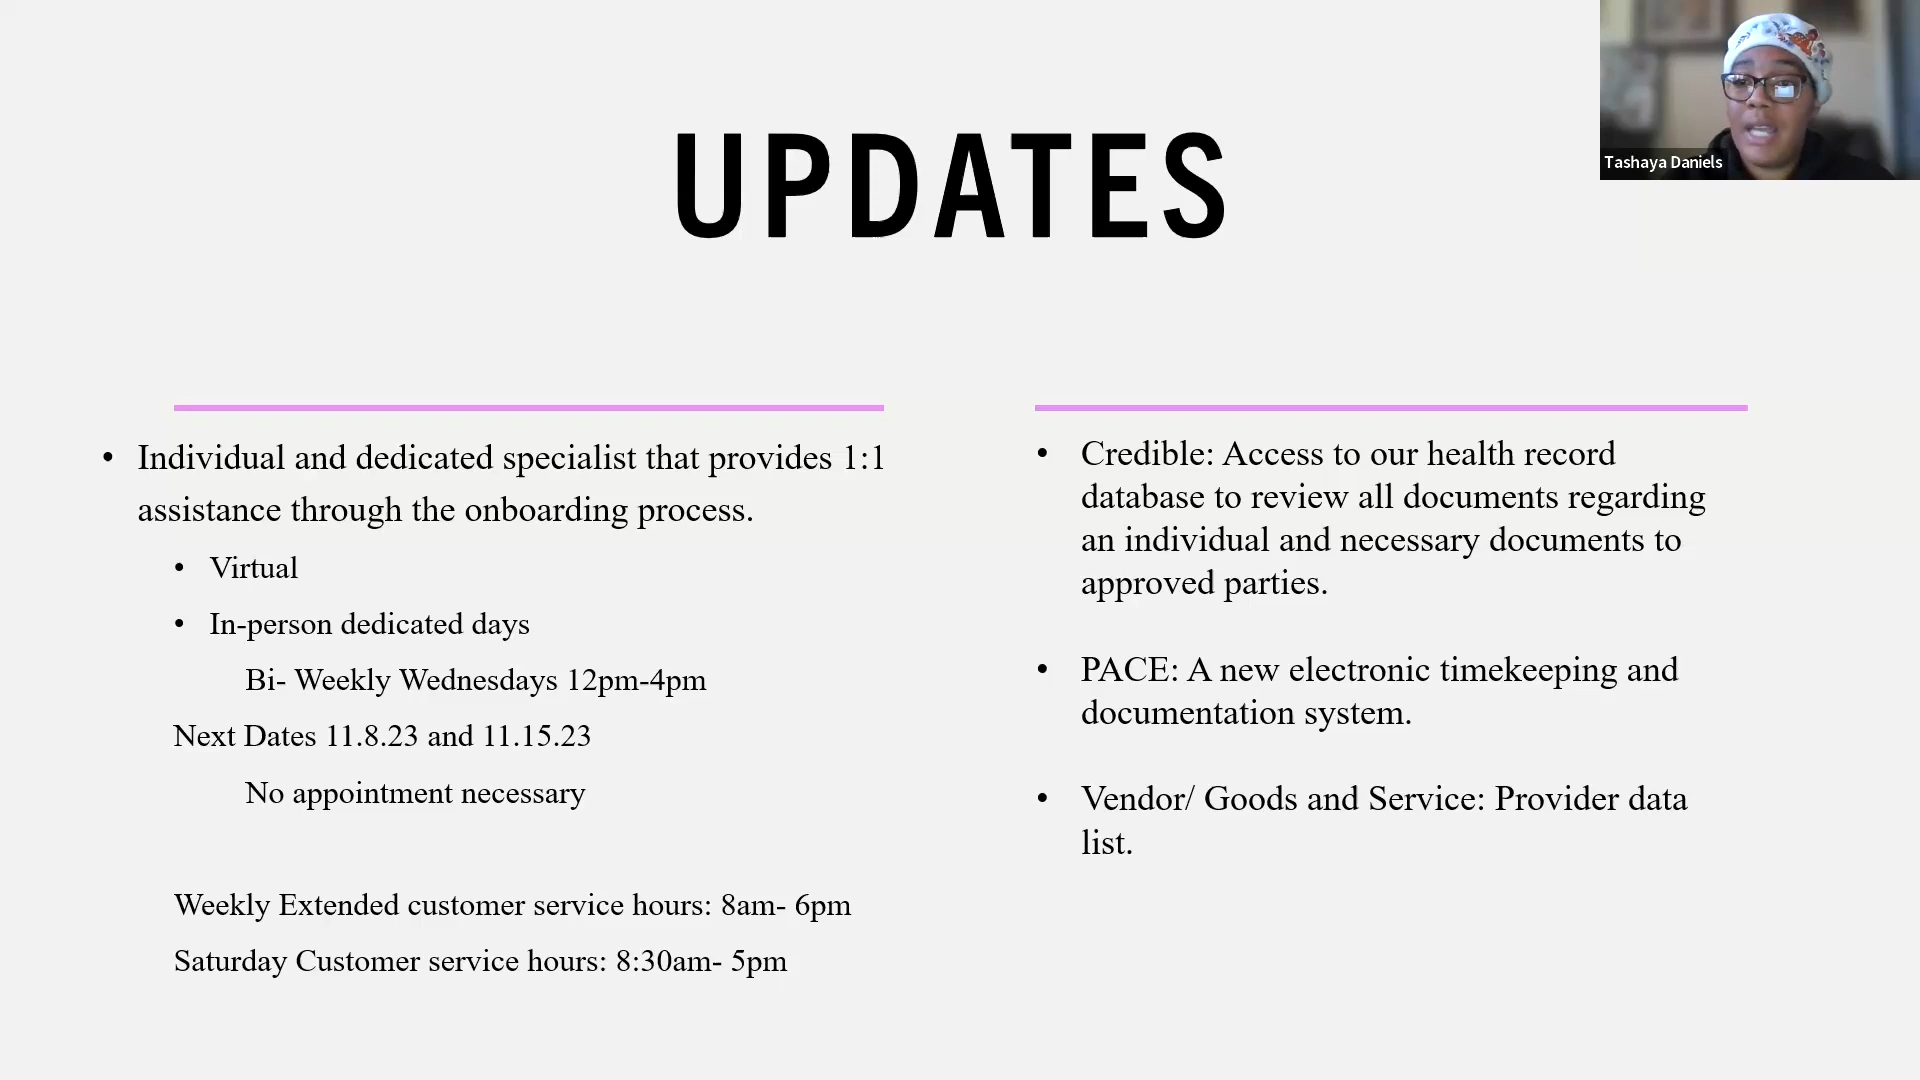 UPDATES
Tashaya Daniels
• Individual and dedicated specialist that provides 1:1
assistance through the onboarding process.
• Virtual
• In-person dedicated days
Bi- Weekly Wednesdays 12pm-4pm
Next Dates 11.8.23 and 11.15.23
No appointment necessary
Weekly Extended customer service hours: 8am- 6pm
Saturday Customer service hours: 8:30am- 5pm
• Credible: Access to our health record
database to review all documents regarding
an individual and necessary documents to
approved parties.
• PACE: A new electronic timekeeping and
documentation system.
• Vendor/ Goods and Service: Provider data
list.